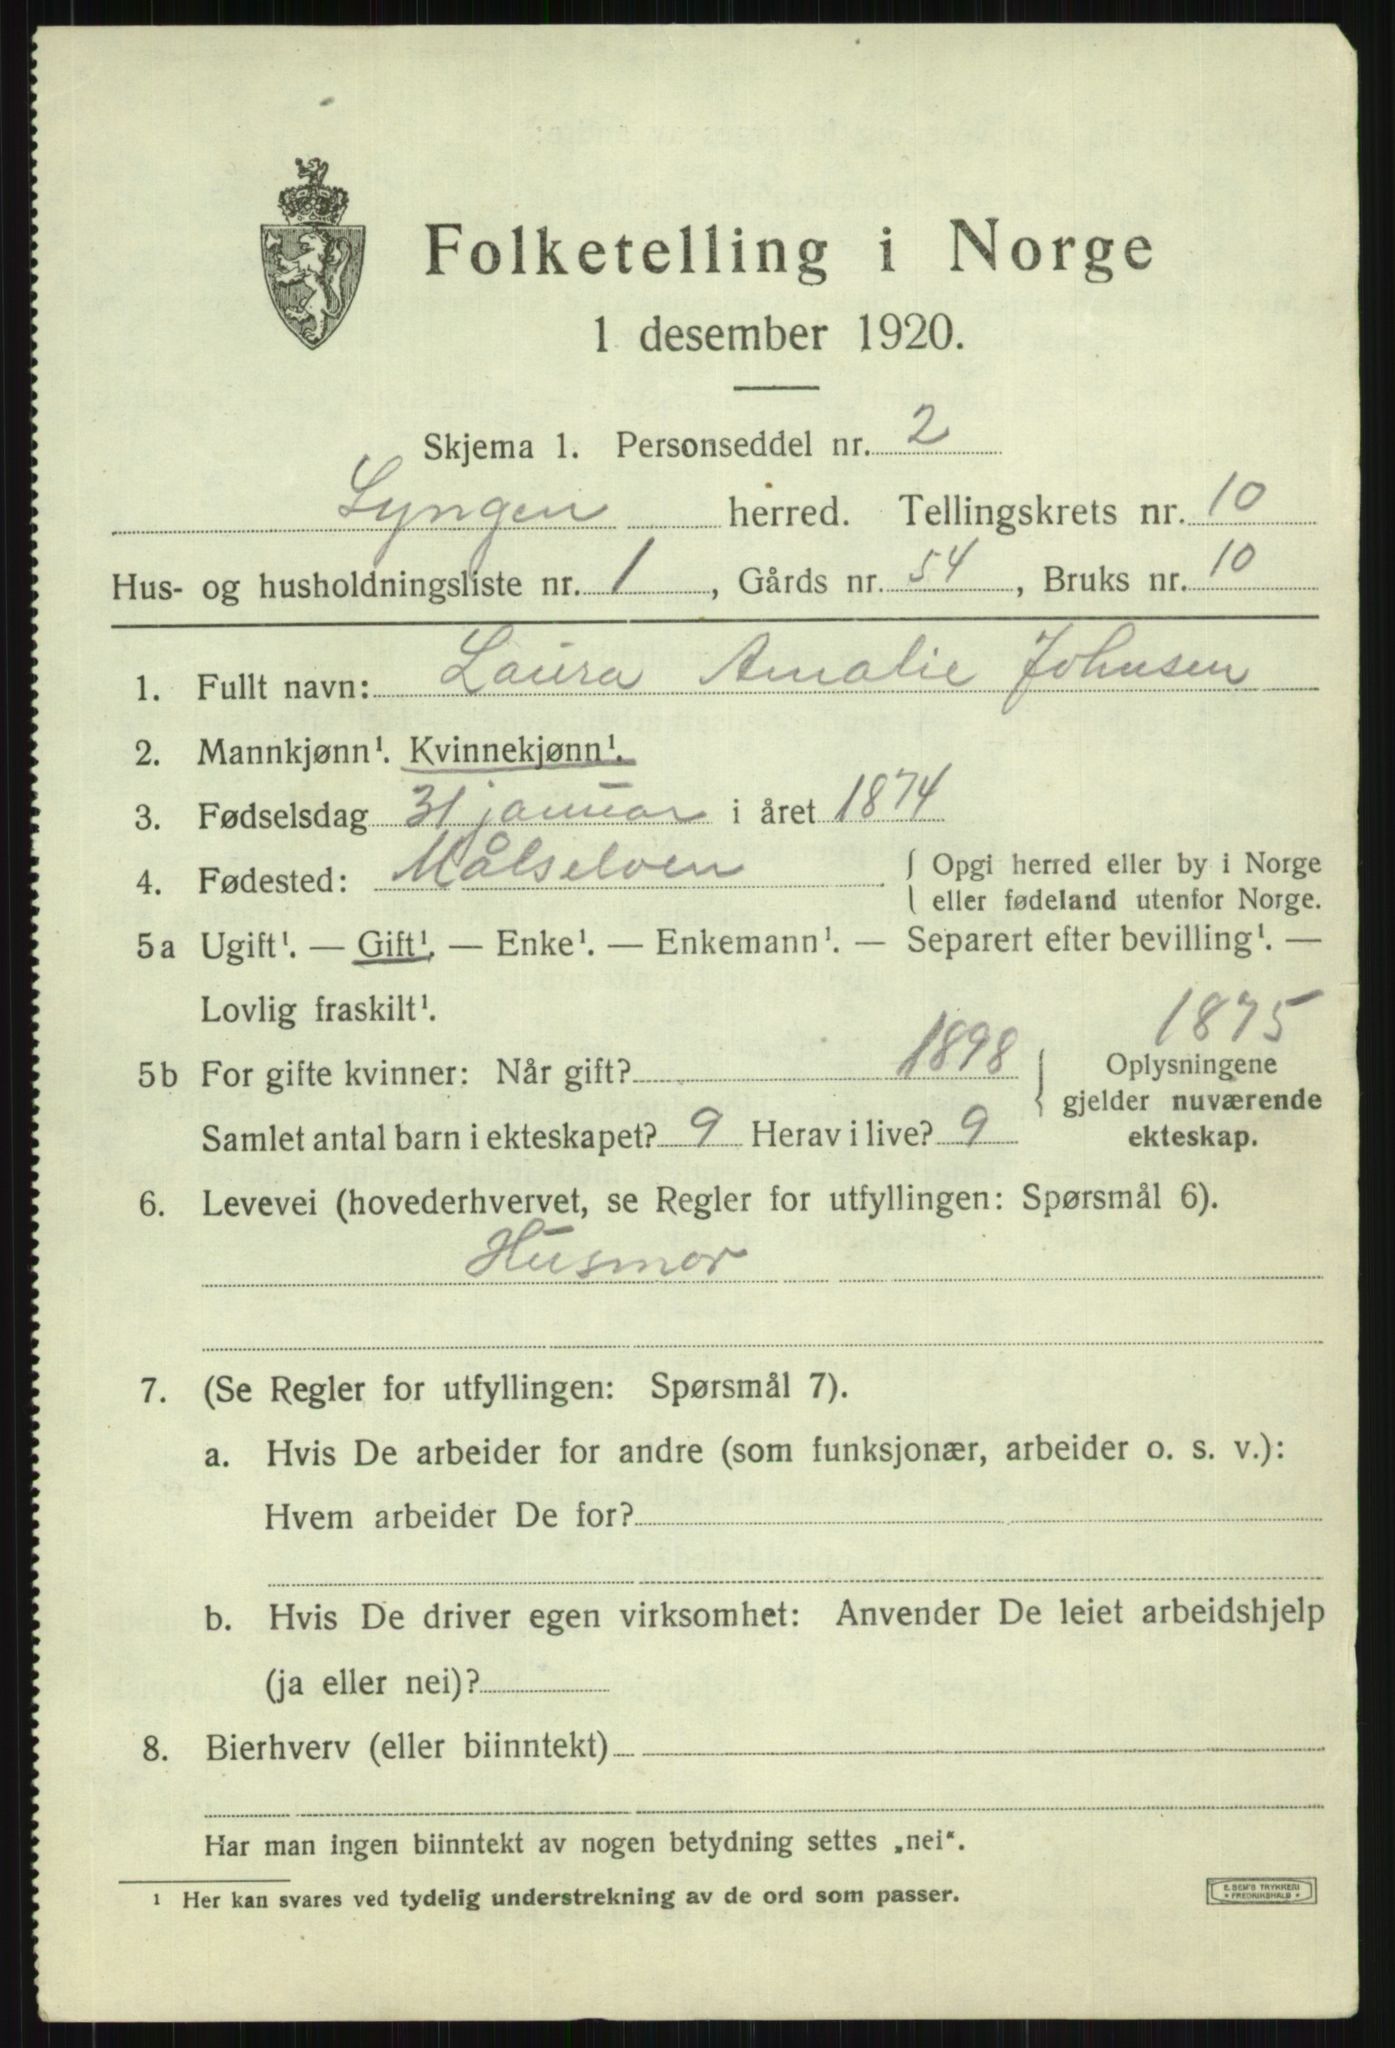 Folketelling i Norge
1 desember 1920.
Skjema 1. Personseddel nr. 2
Lyngen herred. Tellingskrets nr. 10
Hus- og husholdningsliste nr. 1, Gårds nr. 54, Bruks nr. 10
1. Fullt navn: Laura Amalie Johnsen
2. Mannkjønn¹. Kvinnekjønn¹.
3. Fødselsdag 31 januar i året 1874
4. Fødested: Målselven { Opgi herred eller by i Norge
eller fødeland utenfor Norge.
5a Ugift¹. — Gift¹. — Enke¹. — Enkemann¹. — Separert efter bevilling¹. —
Lovlig fraskilt¹.
1875
5b For gifte kvinner: Når gift? 1898 } Oplysningene
gjelder nuværende
Samlet antal barn i ekteskapet? 9 Herav i live? 9 ekteskap.
6. Levevei (hovederhvervet, se Regler for utfyllingen: Spørsmål 6).
Husmor
7. (Se Regler for utfyllingen: Spørsmål 7).
a. Hvis De arbeider for andre (som funksjonær, arbeider o. s. v.):
Hvem arbeider De for?
b. Hvis De driver egen virksomhet: Anvender De leiet arbeidshjelp
(ja eller nei)?
8. Bierhverv (eller biinntekt)
Har man ingen biinntekt av nogen betydning settes „nei“.
¹ Her kan svares ved tydelig understrekning av de ord som passer.
E. SEM'S TRYKKERI
* FREDRIKSHALD *